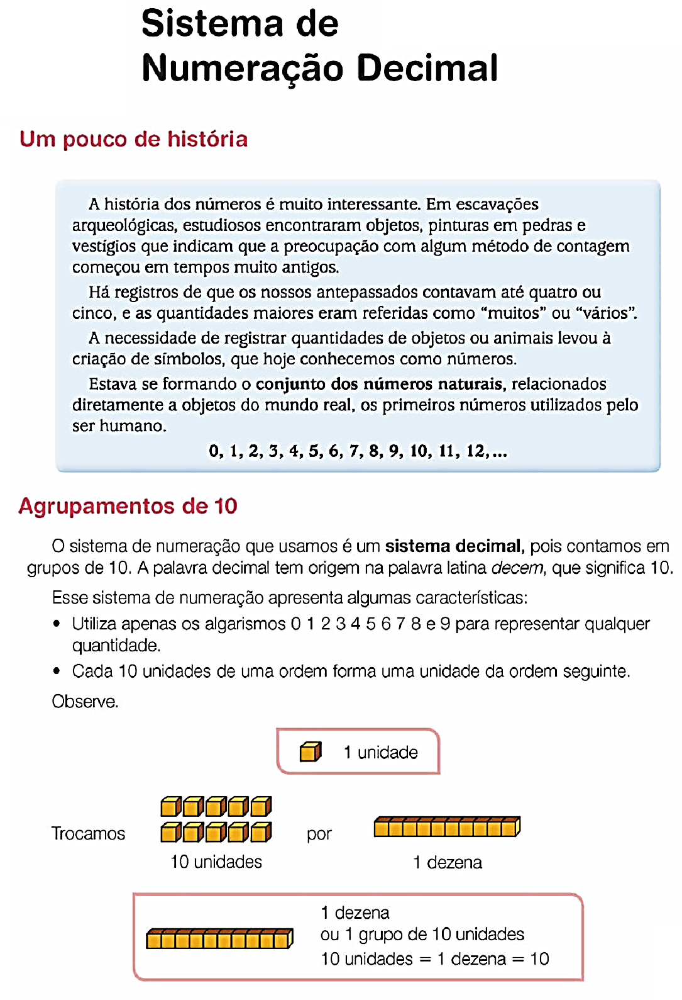 Sistema de
Numeração Decimal
Um pouco de história
A história dos números é muito interessante. Em escavações
arqueológicas, estudiosos encontraram objetos, pinturas em pedras e
vestígios que indicam que a preocupação com algum método de contagem
começou em tempos muito antigos.
Há registros de que os nossos antepassados contavam até quatro ou
cinco, e as quantidades maiores eram referidas como “muitos” ou “vários”.
A necessidade de registrar quantidades de objetos ou animais levou à
criação de símbolos, que hoje conhecemos como números.
Estava se formando o conjunto dos números naturais, relacionados
diretamente a objetos do mundo real, os primeiros números utilizados pelo
ser humano.
0, 1, 2, 3, 4, 5, 6, 7, 8, 9, 10, 11, 12,...
Agrupamentos de 10
O sistema de numeração que usamos é um sistema decimal, pois contamos em
grupos de 10. A palavra decimal tem origem na palavra latina decem, que significa 10.
Esse sistema de numeração apresenta algumas características:
• Utiliza apenas os algarismos 0 1 2 3 4 5 6 7 8 e 9 para representar qualquer
quantidade.
• Cada 10 unidades de uma ordem forma uma unidade da ordem seguinte.
Observe.
1 unidade
Trocamos por
10 unidades 1 dezena
1 dezena
ou 1 grupo de 10 unidades
10 unidades = 1 dezena = 10